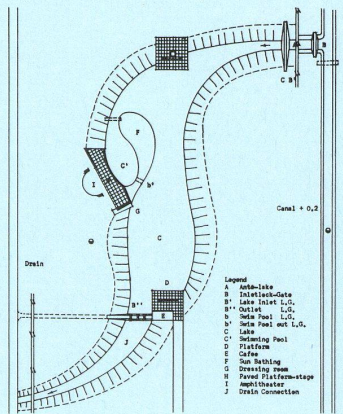 B
C B'
F
C'
I
b'
G
Canal + 0.2
C
Drain
D
B''
E
J
Legend
A Ante-lake
B Inletlock-Gate
B' Lake Inlet L.G.
B'' Outlet L.G.
b Swim Pool L.G.
b' Swim Pool out L.G.
C Lake
C' Swimming Pool
D Platform
E Cafee
F Sun Bathing
G Dressing room
H Paved Platform-stage
I Amphitheater
J Drain Connection